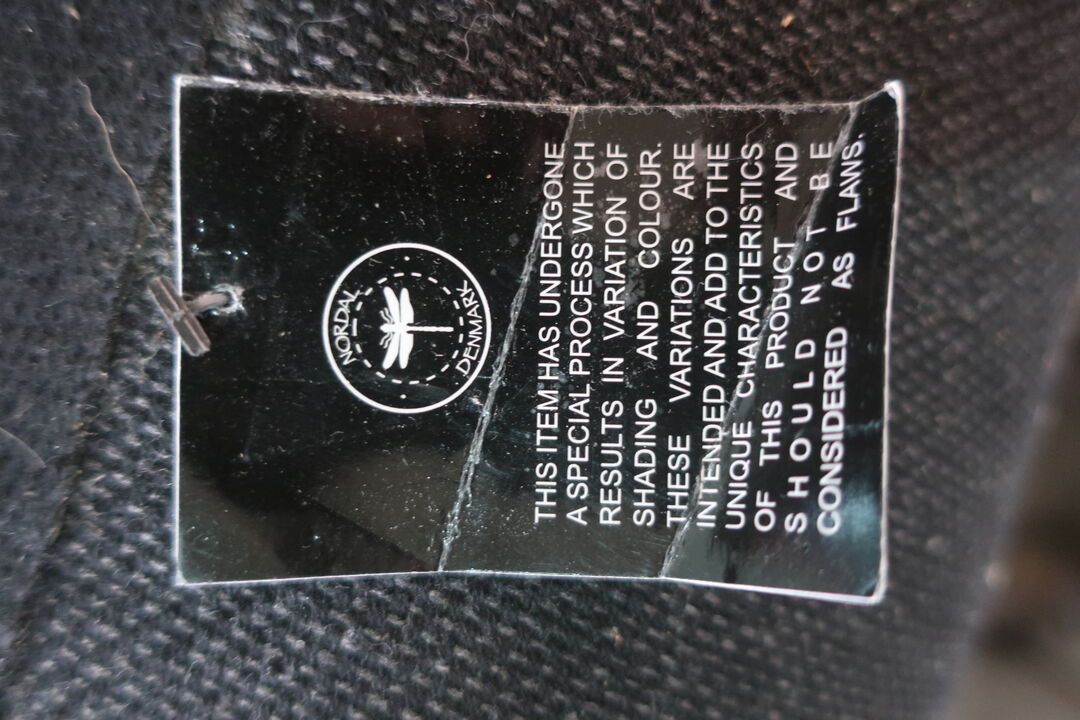 NORDAL
DENMARK
THIS ITEM HAS UNDERGONE
A SPECIAL PROCESS WHICH
RESULTS IN VARIATION OF
SHADING AND COLOUR.
THESE VARIATIONS ARE
INTENDED AND ADD TO THE
UNIQUE CHARACTERISTICS
OF THIS PRODUCT AND
SHOULD NOT BE
CONSIDERED AS FLAWS.